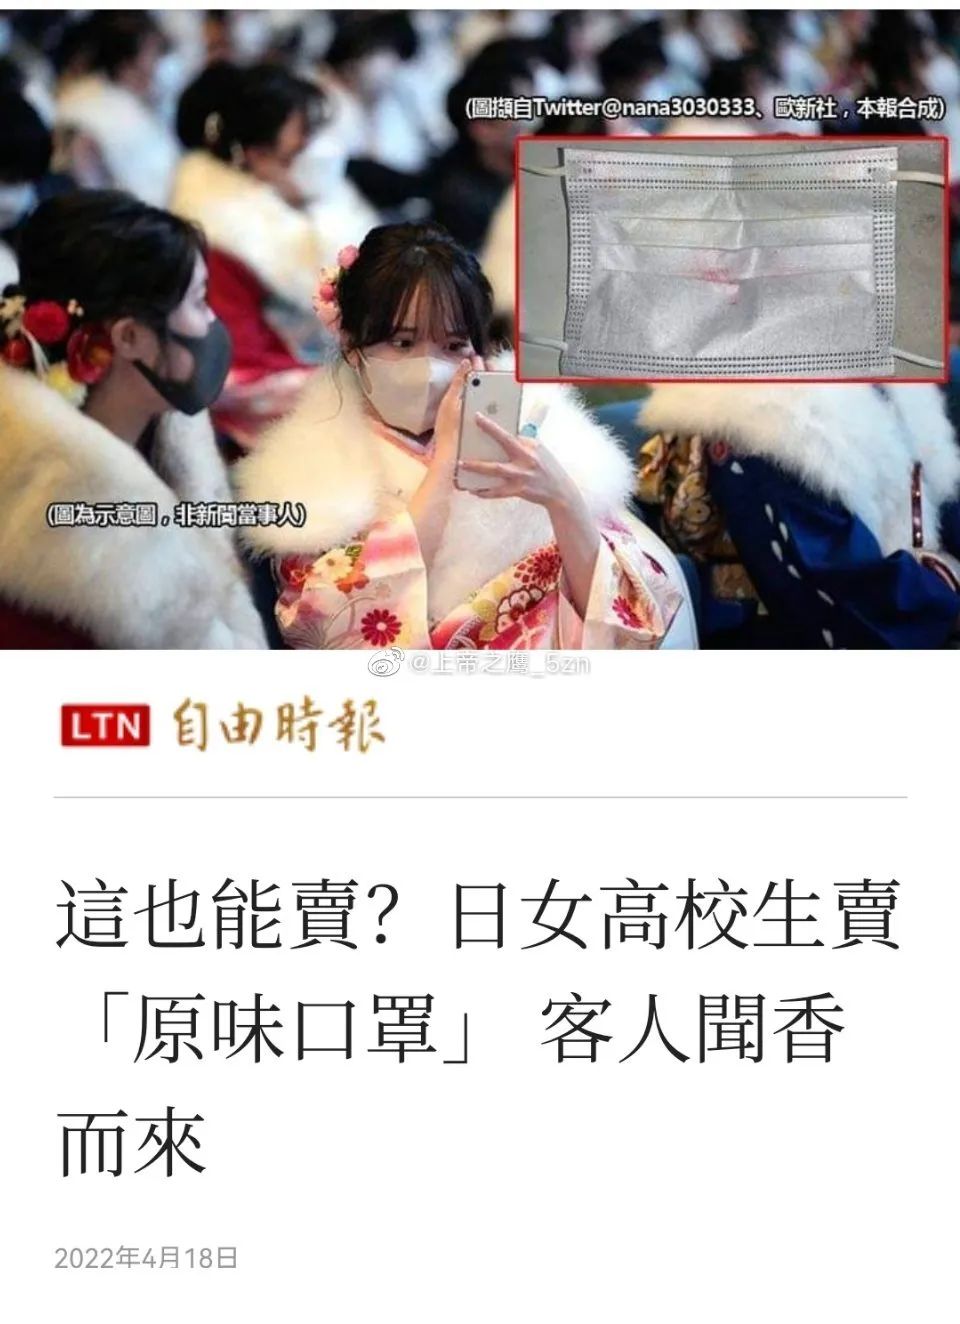 (圖擷自Twitter@nana3030333、歐新社，本報合成)
(圖為示意圖，非新聞當事人)
@上帝之鹰_5zn
LTN 自由時報
這也能賣？日女高校生賣
「原味口罩」 客人聞香
而來
2022年4月18日